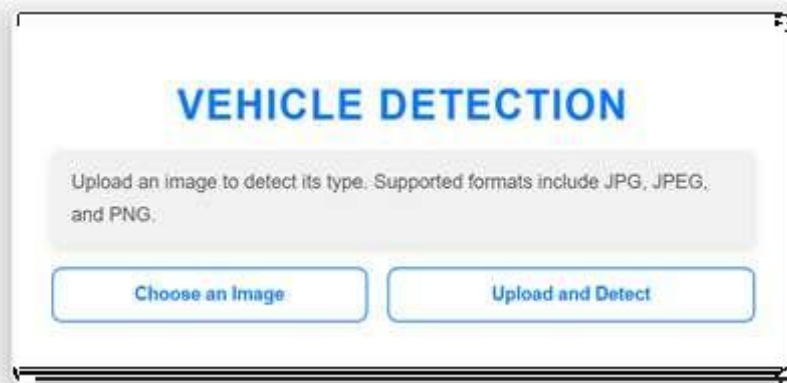 VEHICLE DETECTION
Upload an image to detect its type. Supported formats include JPG, JPEG,
and PNG.
Choose an Image
Upload and Detect